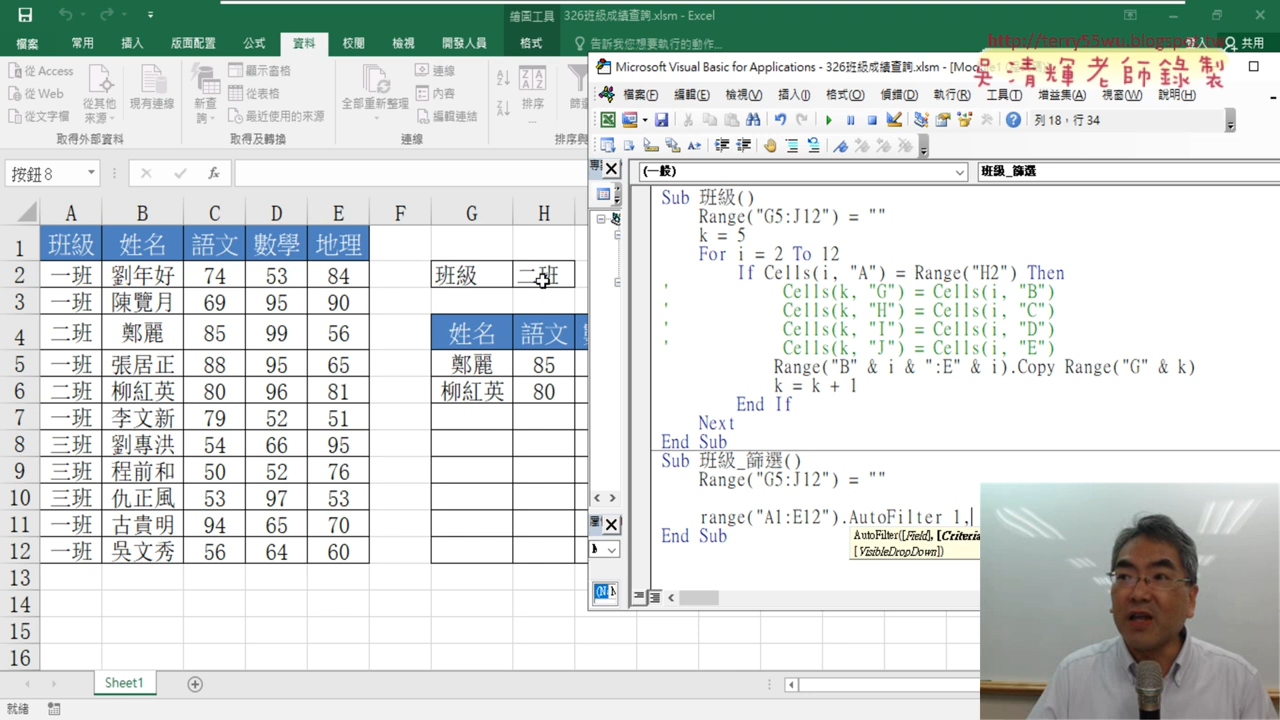 繪圖工具 326班級成績查詢.xlsm - Excel
檔案 常用 插入 版面配置 公式 資料 校閱 檢視 開發人員 格式 告訴我您想要執行的動作... 登入 共用
http://terry55wu.blogspot.tw
吳清輝老師錄製
從 Access
從 Web
從文字檔
從其他來源
現有連線
新查詢
顯示窗格
從表格
最近使用的來源
全部重新整理
連線
內容
編輯連結
排序
取得外部資料 取得及轉換 連線
按鈕8
fx
A B C D E F G H
1 班級 姓名 語文 數學 地理
2 一班 劉年好 74 53 84 班級 二班
3 一班 陳覽月 69 95 90
4 二班 鄭麗 85 99 56 姓名 語文
5 一班 張居正 88 95 65 鄭麗 85
6 二班 柳紅英 80 96 81 柳紅英 80
7 一班 李文新 79 52 51
8 三班 劉專洪 54 66 95
9 三班 程前和 50 52 76
10 三班 仇正風 53 97 53
11 一班 古貴明 94 65 70
12 一班 吳文秀 56 64 60
13
14
15
16
Sheet1
就緒
Microsoft Visual Basic for Applications - 326班級成績查詢.xlsm - [Mo
檔案(F) 編輯(E) 檢視(V) 插入(I) 格式(O) 偵錯(D) 執行(R) 工具(T) 增益集(A) 視窗(W) 說明(H)
列 18，行 34
(一般) 班級_篩選
Sub 班級()
Range("G5:J12") = ""
k = 5
For i = 2 To 12
If Cells(i, "A") = Range("H2") Then
' Cells(k, "G") = Cells(i, "B")
' Cells(k, "H") = Cells(i, "C")
' Cells(k, "I") = Cells(i, "D")
' Cells(k, "J") = Cells(i, "E")
Range("B" & i & ":E" & i).Copy Range("G" & k)
k = k + 1
End If
Next
End Sub
Sub 班級_篩選()
Range("G5:J12") = ""
range("A1:E12").AutoFilter 1,
AutoFilter([Field], [Criteria
[VisibleDropDown])
End Sub